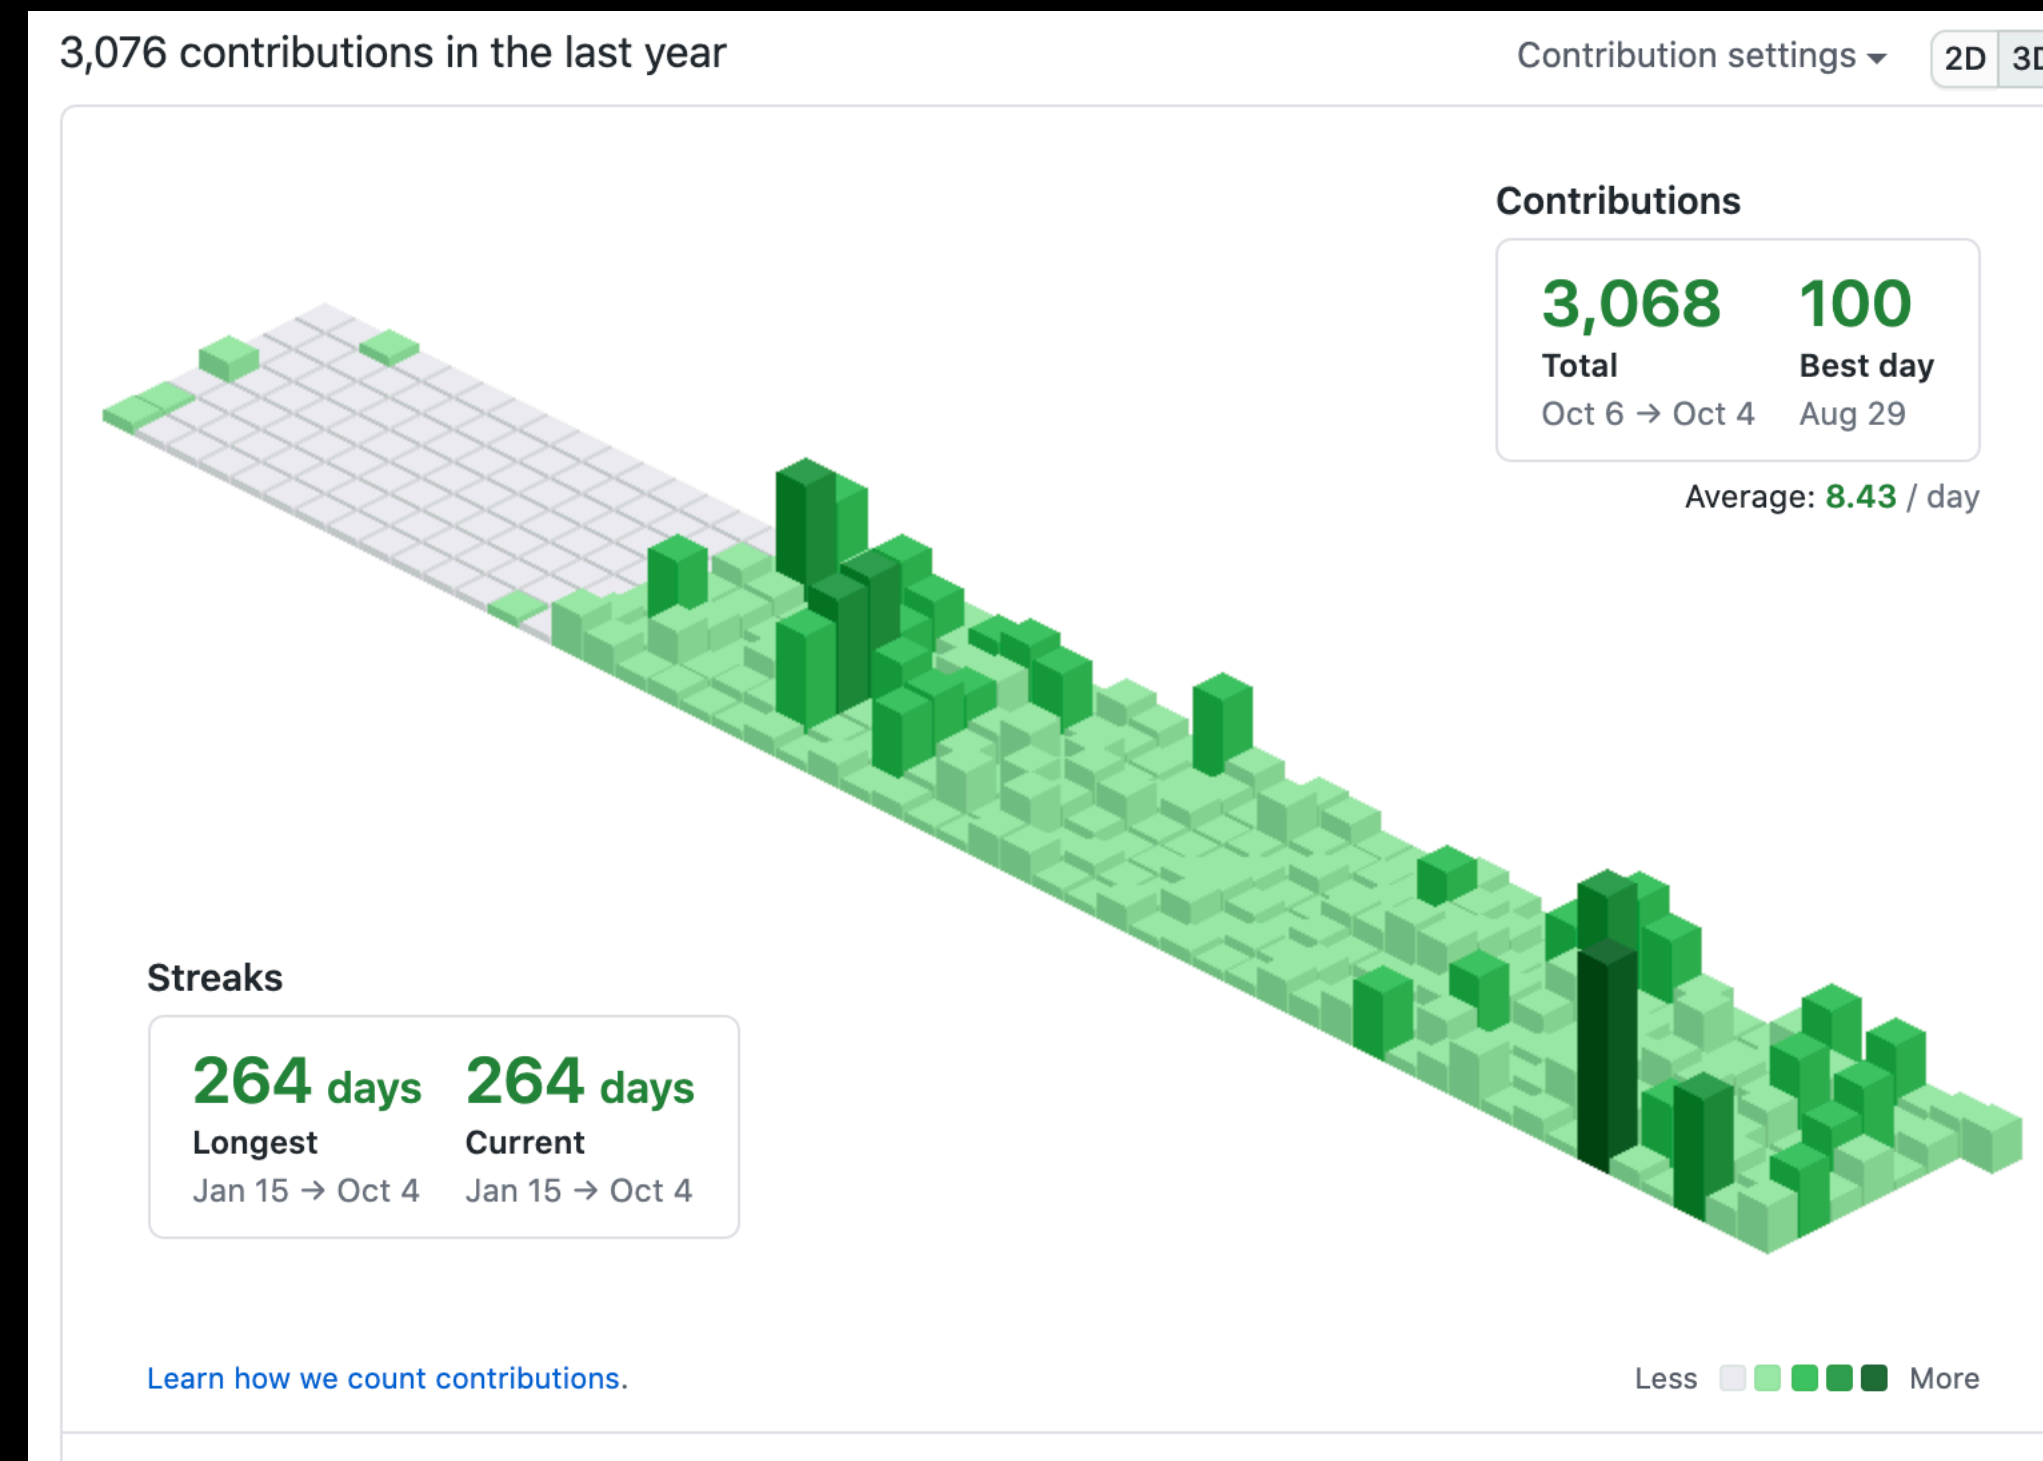 3,076 contributions in the last year
Contribution settings
2D
3D
Contributions
3,068
100
Total
Best day
Oct 6 → Oct 4
Aug 29
Average: 8.43 / day
Streaks
264 days
264 days
Longest
Current
Jan 15 → Oct 4
Jan 15 → Oct 4
Learn how we count contributions.
Less
More